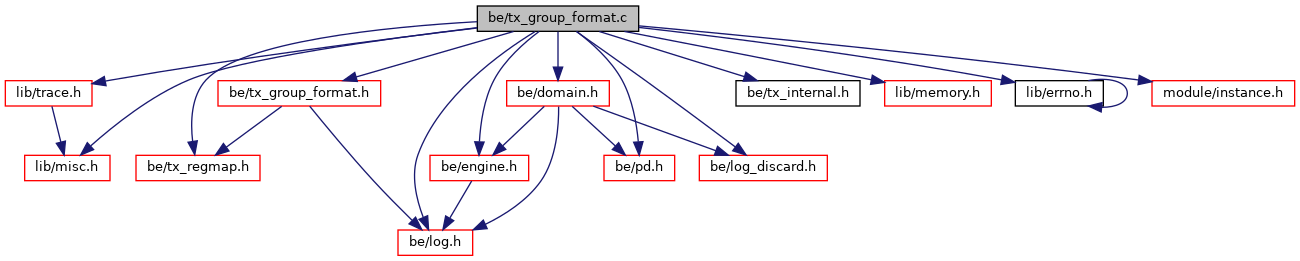 be/tx_group_format.c
lib/trace.h
be/tx_group_format.h
be/domain.h
be/tx_internal.h
lib/memory.h
lib/errno.h
module/instance.h
lib/misc.h
be/tx_regmap.h
be/engine.h
be/pd.h
be/log_discard.h
be/log.h